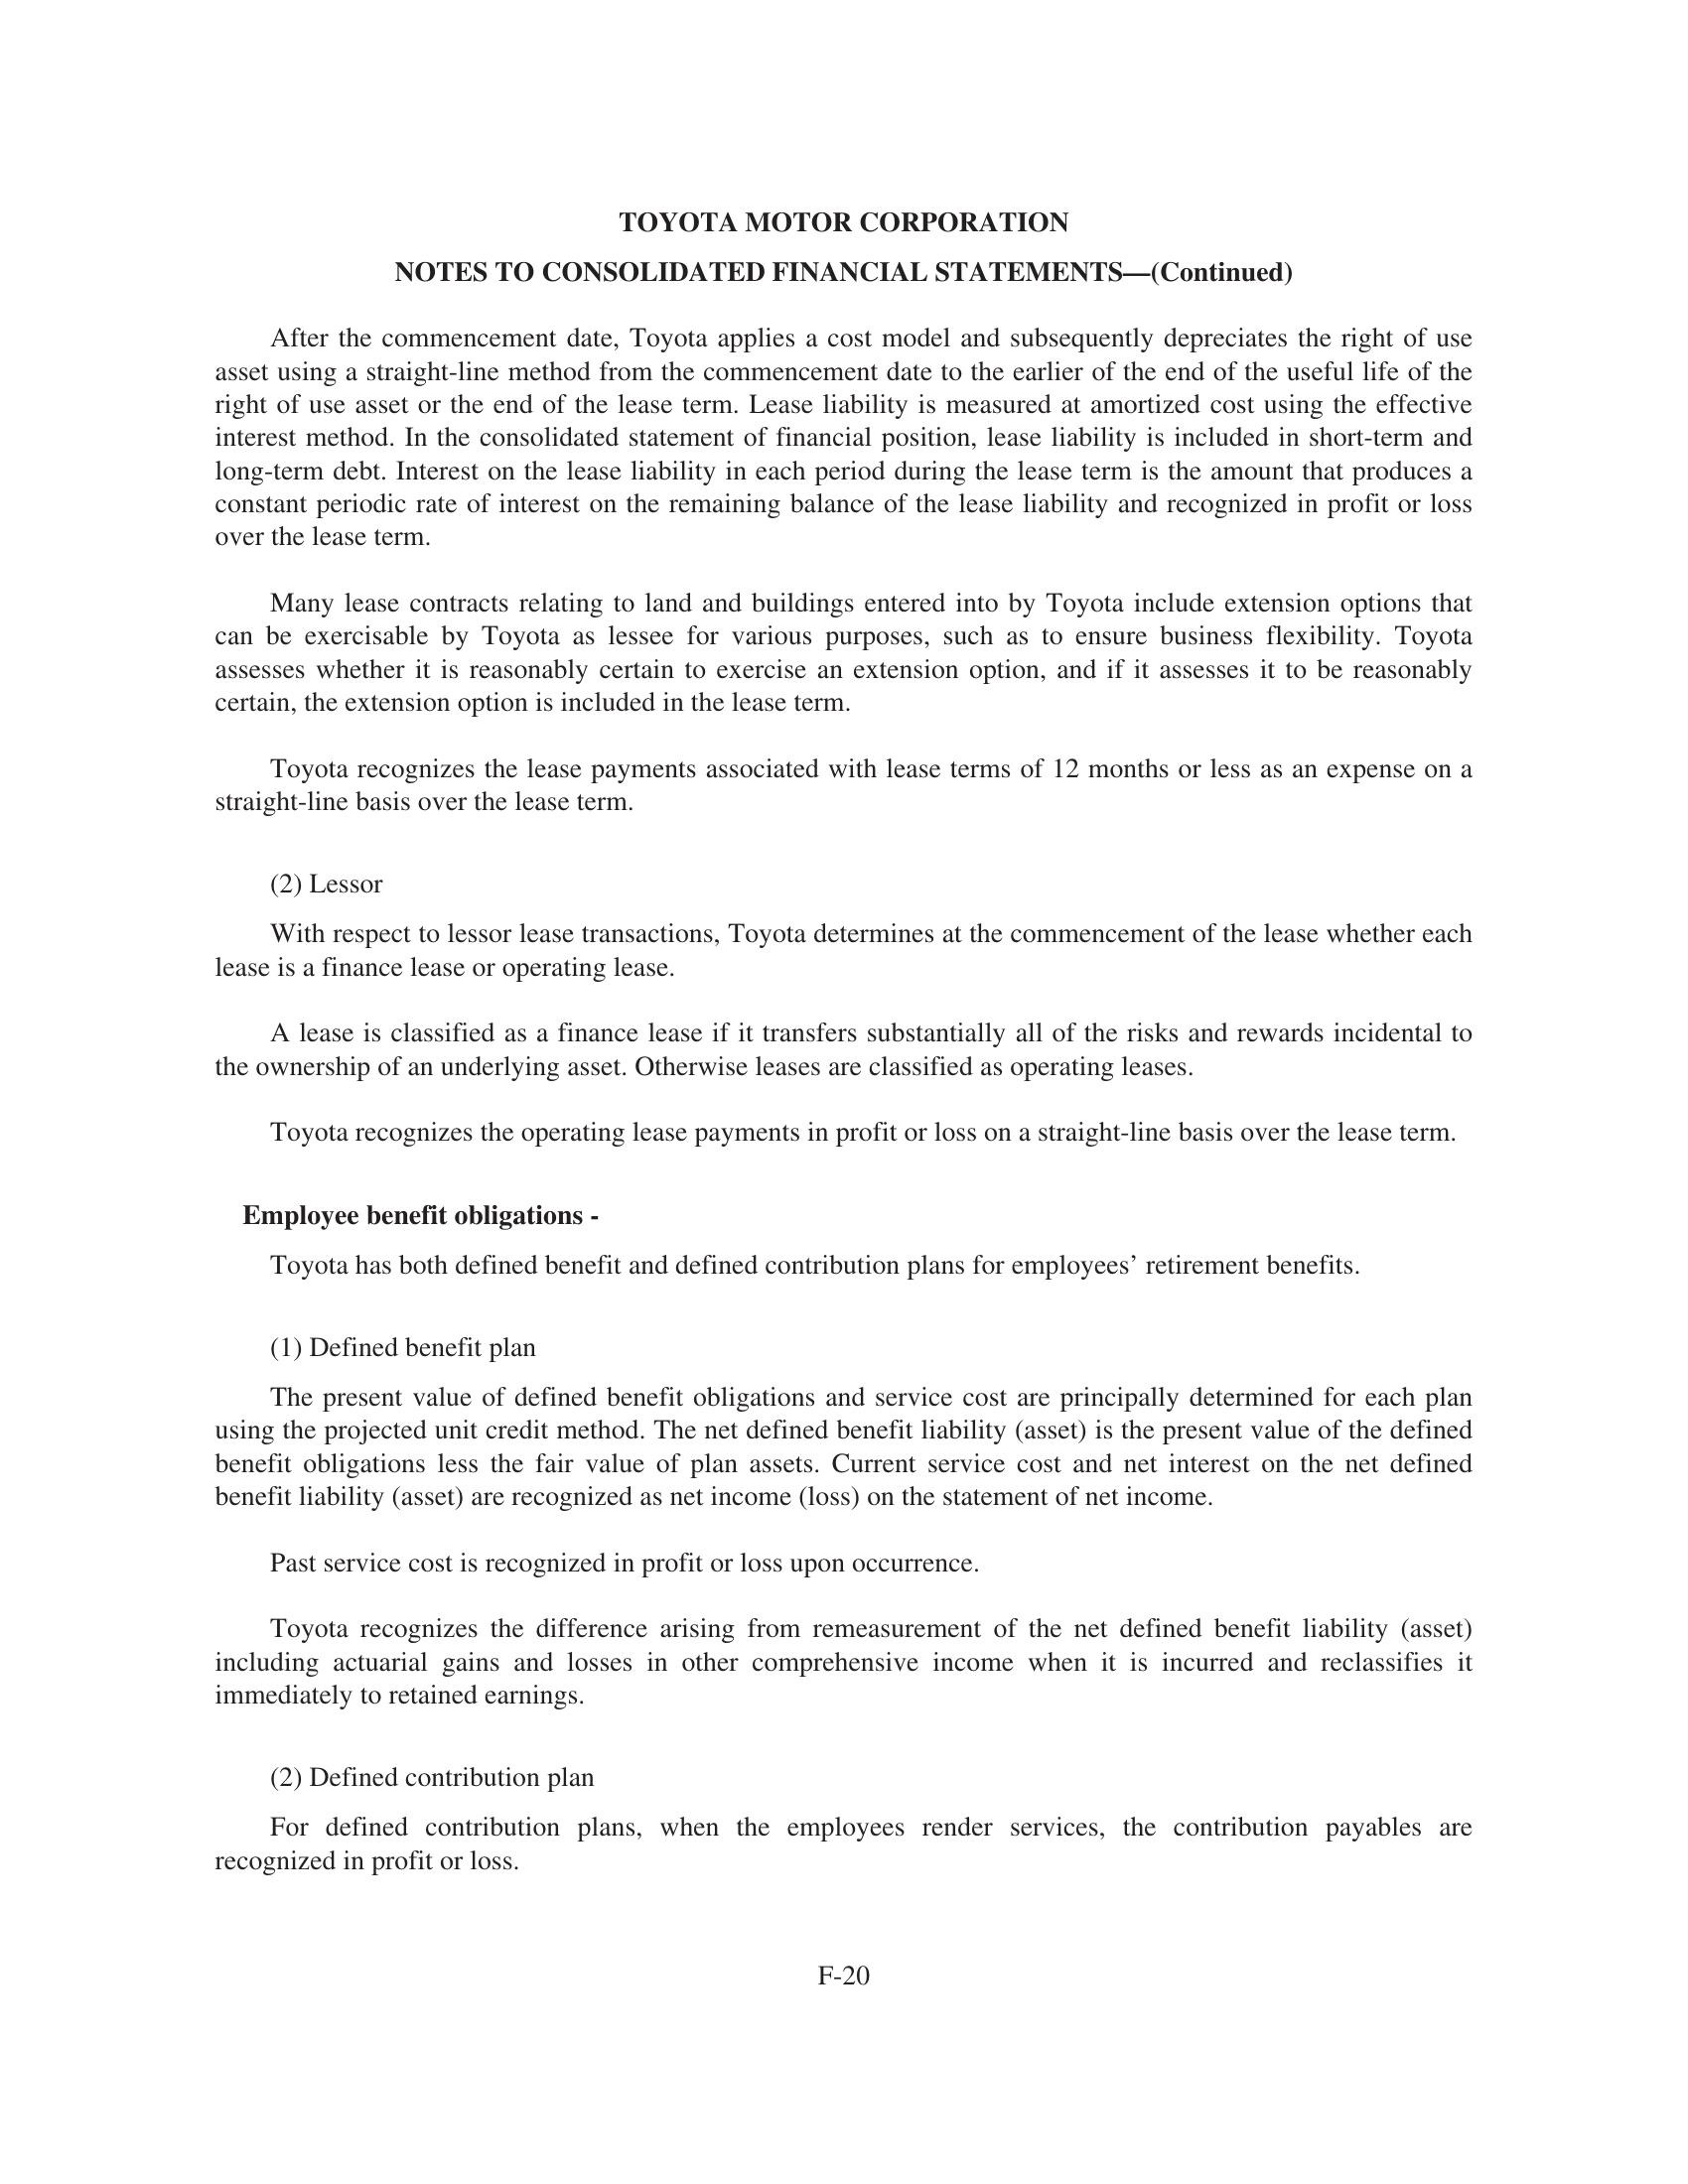 TOYOTA MOTOR CORPORATION
NOTES TO CONSOLIDATED FINANCIAL STATEMENTS—(Continued)
After the commencement date, Toyota applies a cost model and subsequently depreciates the right of use
asset using a straight-line method from the commencement date to the earlier of the end of the useful life of the
right of use asset or the end of the lease term. Lease liability is measured at amortized cost using the effective
interest method. In the consolidated statement of financial position, lease liability is included in short-term and
long-term debt. Interest on the lease liability in each period during the lease term is the amount that produces a
constant periodic rate of interest on the remaining balance of the lease liability and recognized in profit or loss
over the lease term.
Many lease contracts relating to land and buildings entered into by Toyota include extension options that
can be exercisable by Toyota as lessee for various purposes, such as to ensure business flexibility. Toyota
assesses whether it is reasonably certain to exercise an extension option, and if it assesses it to be reasonably
certain, the extension option is included in the lease term.
Toyota recognizes the lease payments associated with lease terms of 12 months or less as an expense on a
straight-line basis over the lease term.
(2) Lessor
With respect to lessor lease transactions, Toyota determines at the commencement of the lease whether each
lease is a finance lease or operating lease.
A lease is classified as a finance lease if it transfers substantially all of the risks and rewards incidental to
the ownership of an underlying asset. Otherwise leases are classified as operating leases.
Toyota recognizes the operating lease payments in profit or loss on a straight-line basis over the lease term.
Employee benefit obligations -
Toyota has both defined benefit and defined contribution plans for employees’ retirement benefits.
(1) Defined benefit plan
The present value of defined benefit obligations and service cost are principally determined for each plan
using the projected unit credit method. The net defined benefit liability (asset) is the present value of the defined
benefit obligations less the fair value of plan assets. Current service cost and net interest on the net defined
benefit liability (asset) are recognized as net income (loss) on the statement of net income.
Past service cost is recognized in profit or loss upon occurrence.
Toyota recognizes the difference arising from remeasurement of the net defined benefit liability (asset)
including actuarial gains and losses in other comprehensive income when it is incurred and reclassifies it
immediately to retained earnings.
(2) Defined contribution plan
For defined contribution plans, when the employees render services, the contribution payables are
recognized in profit or loss.
F-20